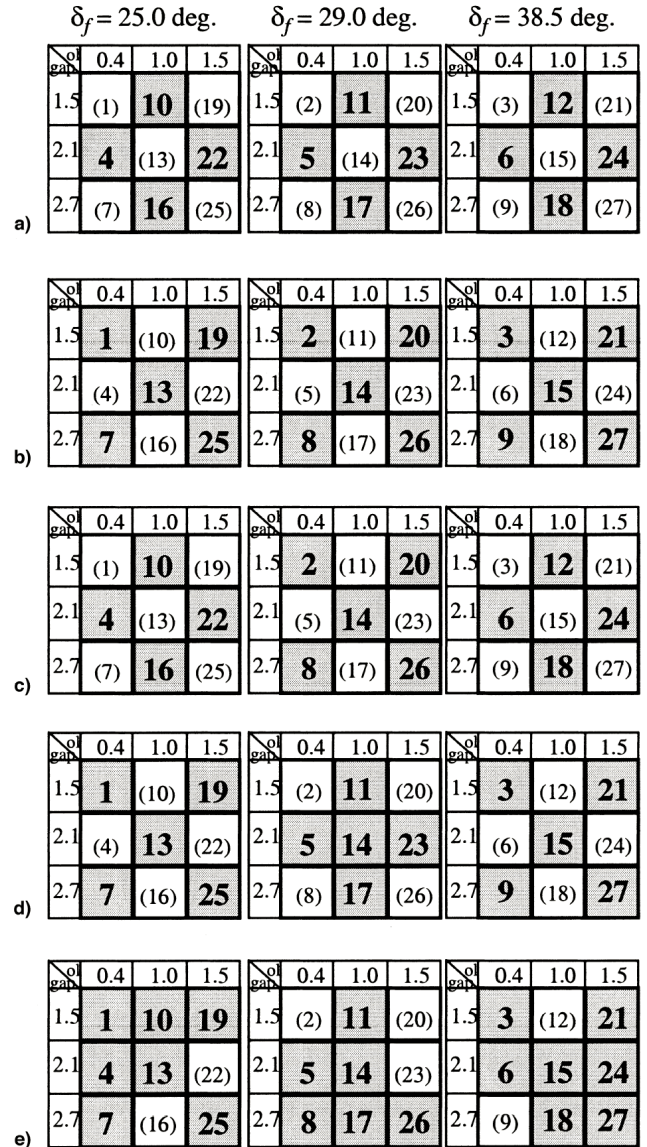 δf = 25.0 deg. δf = 29.0 deg. δf = 38.5 deg.
ol 0.4 1.0 1.5 ol 0.4 1.0 1.5 ol 0.4 1.0 1.5
gap gap gap
1.5 (1) 10 (19) 1.5 (2) 11 (20) 1.5 (3) 12 (21)
2.1 4 (13) 22 2.1 5 (14) 23 2.1 6 (15) 24
2.7 (7) 16 (25) 2.7 (8) 17 (26) 2.7 (9) 18 (27)
a)
ol 0.4 1.0 1.5 ol 0.4 1.0 1.5 ol 0.4 1.0 1.5
gap gap gap
1.5 1 (10) 19 1.5 2 (11) 20 1.5 3 (12) 21
2.1 (4) 13 (22) 2.1 (5) 14 (23) 2.1 (6) 15 (24)
2.7 7 (16) 25 2.7 8 (17) 26 2.7 9 (18) 27
b)
ol 0.4 1.0 1.5 ol 0.4 1.0 1.5 ol 0.4 1.0 1.5
gap gap gap
1.5 (1) 10 (19) 1.5 2 (11) 20 1.5 (3) 12 (21)
2.1 4 (13) 22 2.1 (5) 14 (23) 2.1 6 (15) 24
2.7 (7) 16 (25) 2.7 8 (17) 26 2.7 (9) 18 (27)
c)
ol 0.4 1.0 1.5 ol 0.4 1.0 1.5 ol 0.4 1.0 1.5
gap gap gap
1.5 1 (10) 19 1.5 (2) 11 (20) 1.5 3 (12) 21
2.1 (4) 13 (22) 2.1 5 14 23 2.1 (6) 15 (24)
2.7 7 (16) 25 2.7 (8) 17 (26) 2.7 9 (18) 27
d)
ol 0.4 1.0 1.5 ol 0.4 1.0 1.5 ol 0.4 1.0 1.5
gap gap gap
1.5 1 10 19 1.5 (2) 11 (20) 1.5 3 (12) 21
2.1 4 13 (22) 2.1 5 14 (23) 2.1 6 15 24
2.7 7 (16) 25 2.7 8 17 26 2.7 (9) 18 27
e)